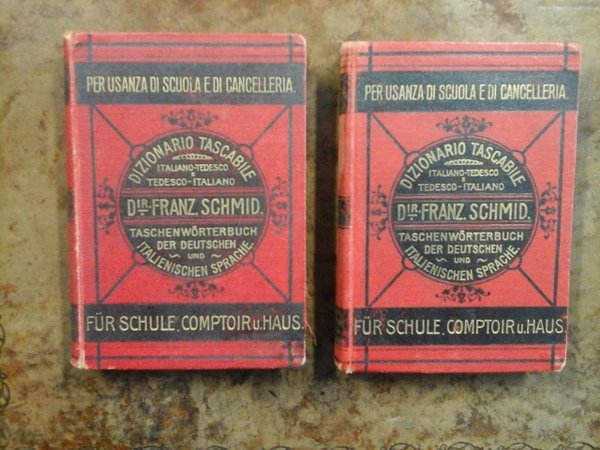 PER USANZA DI SCUOLA E DI CANCELLERIA.
DIZIONARIO TASCABILE
ITALIANO-TEDESCO
E
TEDESCO-ITALIANO
DIR. FRANZ. SCHMID.
TASCHENWÖRTERBUCH
DER DEUTSCHEN
UND
ITALIENISCHEN SPRACHE.
FÜR SCHULE, COMPTOIR u. HAUS.
PER USANZA DI SCUOLA E DI CANCELLERIA.
DIZIONARIO TASCABILE
ITALIANO-TEDESCO
E
TEDESCO-ITALIANO
DIR. FRANZ. SCHMID.
TASCHENWÖRTERBUCH
DER DEUTSCHEN
UND
ITALIENISCHEN SPRACHE.
FÜR SCHULE, COMPTOIR u. HAUS.